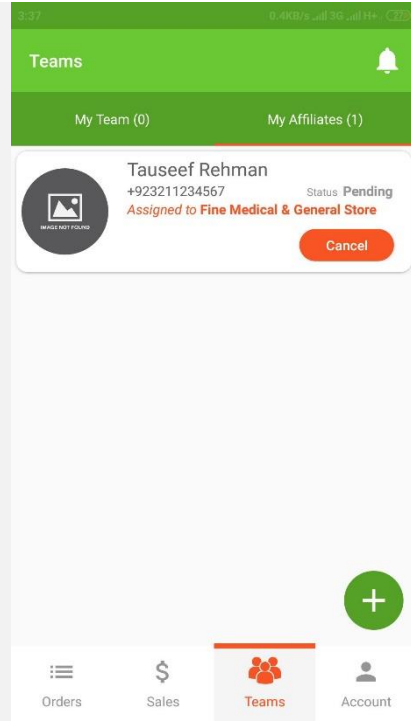 3:37 0.4KB/s 3G H+
Teams
My Team (0) My Affiliates (1)
Tauseef Rehman
+923211234567 Status Pending
Assigned to Fine Medical & General Store
IMAGE NOT FOUND
Cancel
+
Orders Sales Teams Account